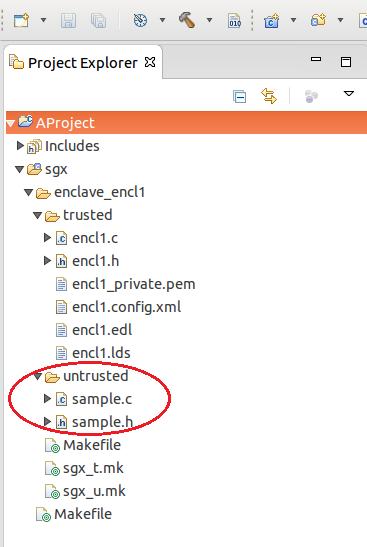 010
Project Explorer
AProject
Includes
sgx
enclave_encl1
trusted
encl1.c
encl1.h
encl1_private.pem
encl1.config.xml
encl1.edl
encl1.lds
untrusted
sample.c
sample.h
Makefile
sgx_t.mk
sgx_u.mk
Makefile